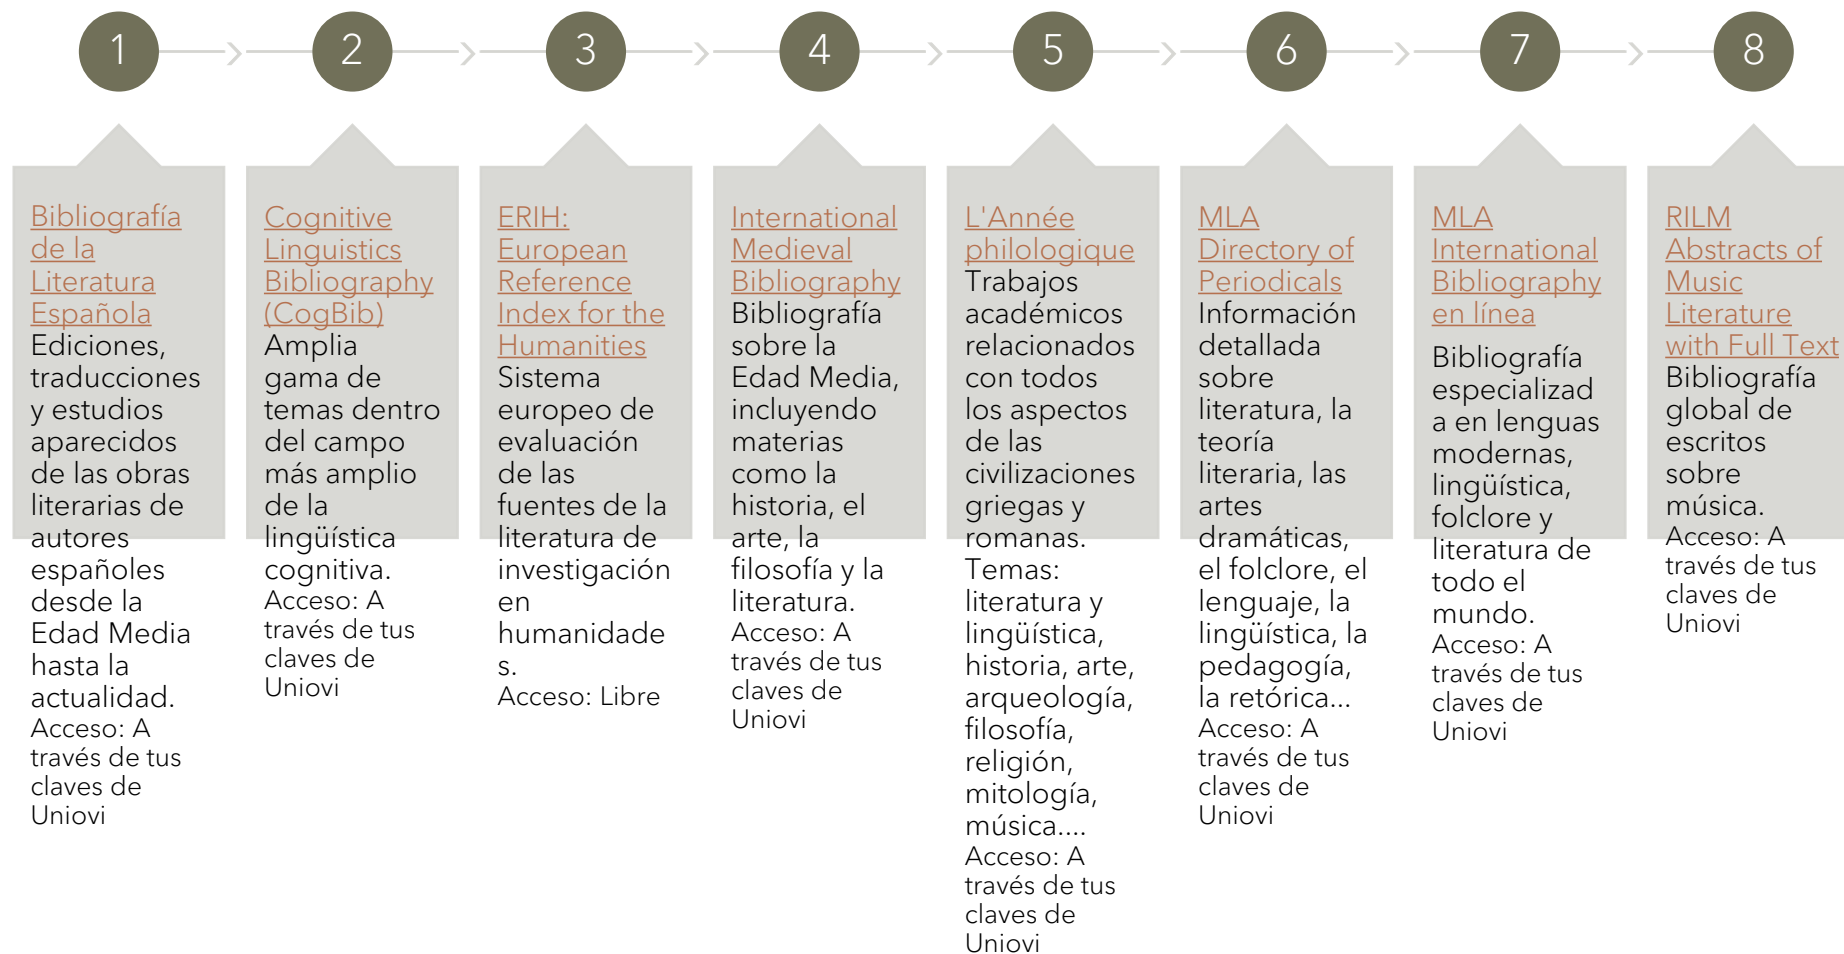 1
2
3
4
5
6
7
8
Bibliografía
de la
Literatura
Española
Ediciones,
traducciones
y estudios
aparecidos
de las obras
literarias de
autores
españoles
desde la
Edad Media
hasta la
actualidad.
Acceso: A
través de tus
claves de
Uniovi
Cognitive
Linguistics
Bibliography
(CogBib)
Amplia
gama de
temas dentro
del campo
más amplio
de la
lingüística
cognitiva.
Acceso: A
través de tus
claves de
Uniovi
ERIH:
European
Reference
Index for the
Humanities
Sistema
europeo de
evaluación
de las
fuentes de la
literatura de
investigación
en
humanidade
s.
Acceso: Libre
International
Medieval
Bibliography
Bibliografía
sobre la
Edad Media,
incluyendo
materias
como la
historia, el
arte, la
filosofía y la
literatura.
Acceso: A
través de tus
claves de
Uniovi
L'Année
philologique
Trabajos
académicos
relacionados
con todos
los aspectos
de las
civilizaciones
griegas y
romanas.
Temas:
literatura y
lingüística,
historia, arte,
arqueología,
filosofía,
religión,
mitología,
música....
Acceso: A
través de tus
claves de
Uniovi
MLA
Directory of
Periodicals
Información
detallada
sobre
literatura, la
teoría
literaria, las
artes
dramáticas,
el folclore, el
lenguaje, la
lingüística, la
pedagogía,
la retórica...
Acceso: A
través de tus
claves de
Uniovi
MLA
International
Bibliography
en línea
Bibliografía
especializad
a en lenguas
modernas,
lingüística,
folclore y
literatura de
todo el
mundo.
Acceso: A
través de tus
claves de
Uniovi
RILM
Abstracts of
Music
Literature
with Full Text
Bibliografía
global de
escritos
sobre
música.
Acceso: A
través de tus
claves de
Uniovi